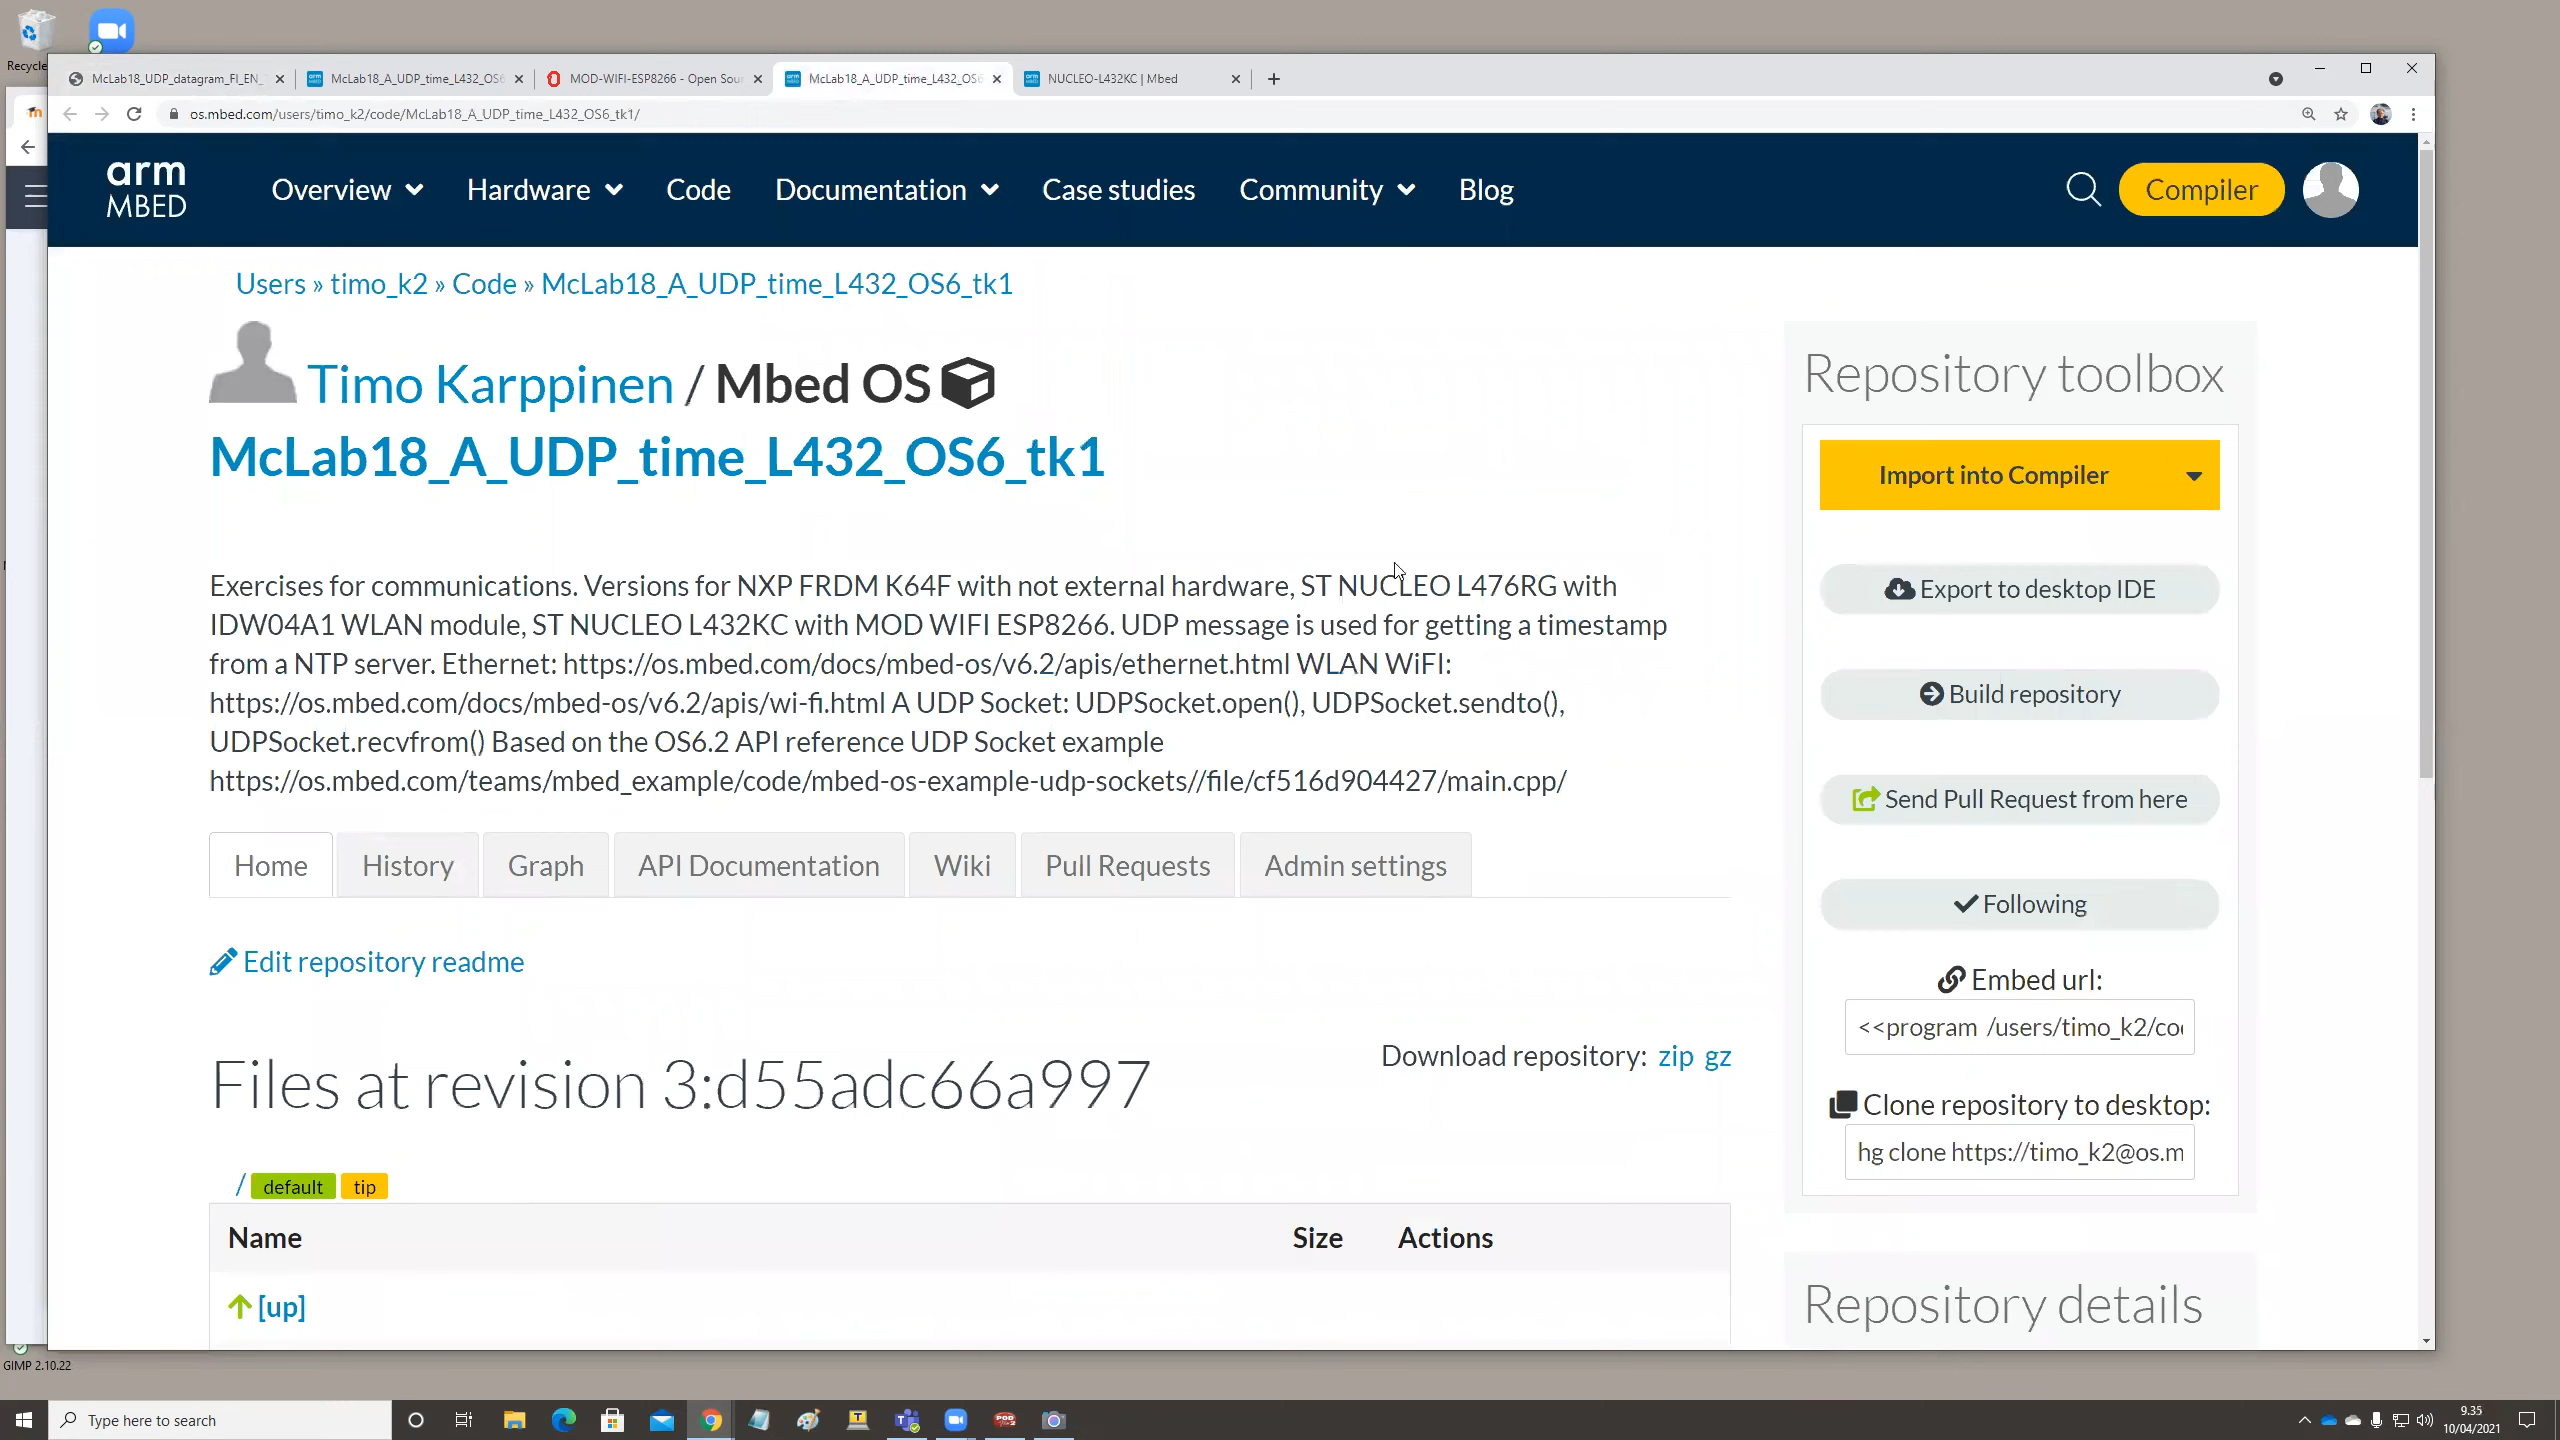 Recycle
McLab18_UDP_datagram_FI_EN_
McLab18_A_UDP_time_L432_OS6
MOD-WIFI-ESP8266 - Open Sou
McLab18_A_UDP_time_L432_OS6
NUCLEO-L432KC | Mbed
os.mbed.com/users/timo_k2/code/McLab18_A_UDP_time_L432_OS6_tk1/
arm
MBED
Overview
Hardware
Code
Documentation
Case studies
Community
Blog
Compiler
Users » timo_k2 » Code » McLab18_A_UDP_time_L432_OS6_tk1
Timo Karppinen / Mbed OS
McLab18_A_UDP_time_L432_OS6_tk1
Exercises for communications. Versions for NXP FRDM K64F with not external hardware, ST NUCLEO L476RG with
IDW04A1 WLAN module, ST NUCLEO L432KC with MOD WIFI ESP8266. UDP message is used for getting a timestamp
from a NTP server. Ethernet: https://os.mbed.com/docs/mbed-os/v6.2/apis/ethernet.html WLAN WiFI:
https://os.mbed.com/docs/mbed-os/v6.2/apis/wi-fi.html A UDP Socket: UDPSocket.open(), UDPSocket.sendto(),
UDPSocket.recvfrom() Based on the OS6.2 API reference UDP Socket example
https://os.mbed.com/teams/mbed_example/code/mbed-os-example-udp-sockets//file/cf516d904427/main.cpp/
Home
History
Graph
API Documentation
Wiki
Pull Requests
Admin settings
Edit repository readme
Files at revision 3:d55adc66a997
Download repository: zip gz
/ default tip
Name Size Actions
[up]
Repository toolbox
Import into Compiler
Export to desktop IDE
Build repository
Send Pull Request from here
Following
Embed url:
<<program /users/timo_k2/co
Clone repository to desktop:
hg clone https://timo_k2@os.m
Repository details
GIMP 2.10.22
Type here to search
9.35
10/04/2021